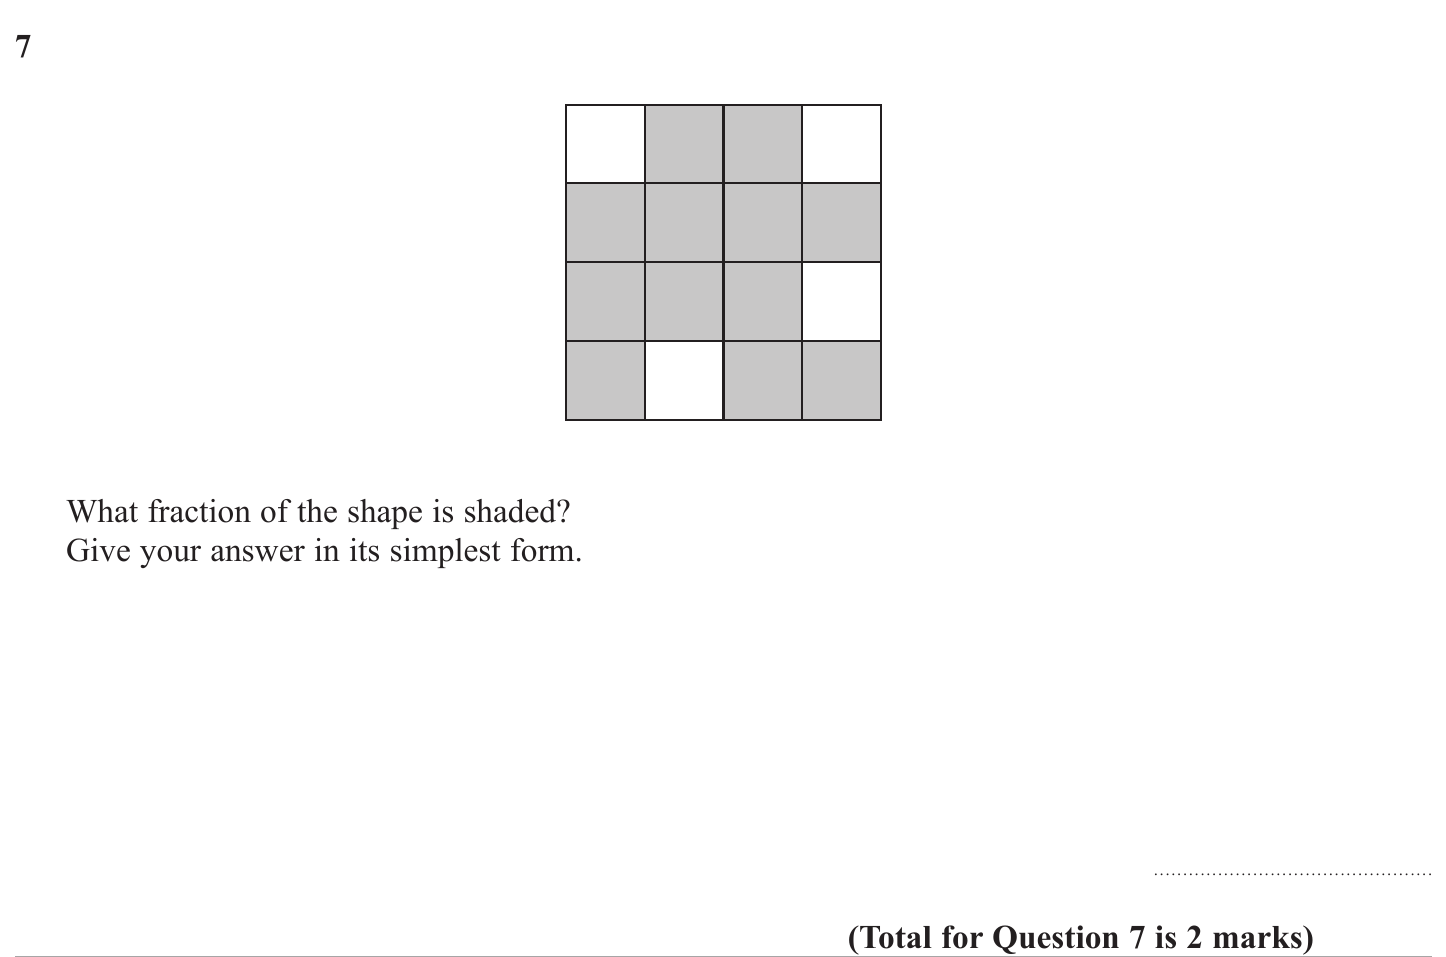 7
What fraction of the shape is shaded?
Give your answer in its simplest form.
(Total for Question 7 is 2 marks)